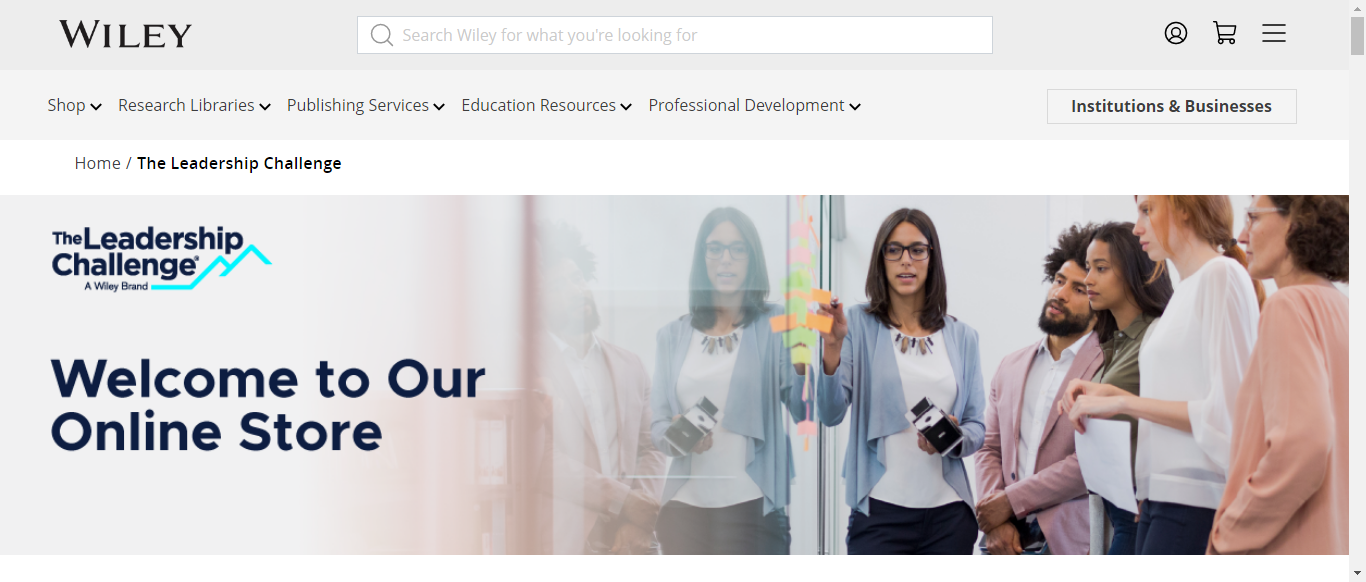 WILEY
Search Wiley for what you're looking for
Shop Research Libraries Publishing Services Education Resources Professional Development
Institutions & Businesses
Home / The Leadership Challenge
The Leadership
Challenge®
A Wiley Brand
Welcome to Our
Online Store